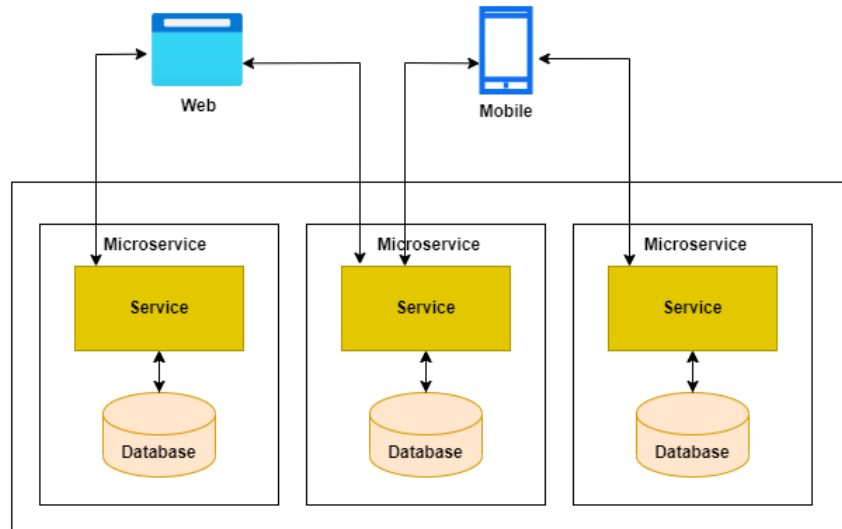 Web
Mobile
Microservice
Microservice
Microservice
Service
Service
Service
Database
Database
Database